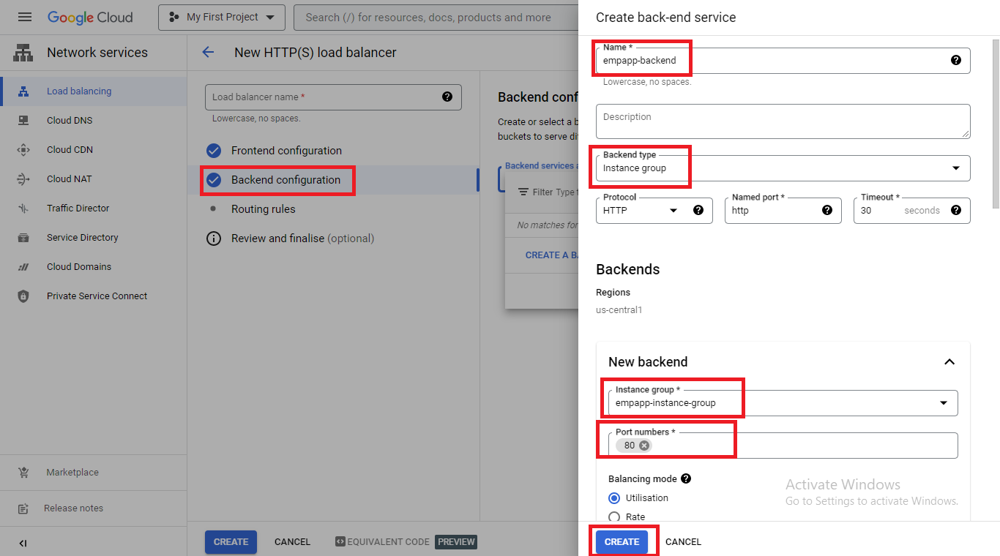 Google Cloud
My First Project
Search (/) for resources, docs, products and more
Network services
Load balancing
Cloud DNS
Cloud CDN
Cloud NAT
Traffic Director
Service Directory
Cloud Domains
Private Service Connect
Marketplace
Release notes
New HTTP(S) load balancer
Load balancer name *
Lowercase, no spaces.
Frontend configuration
Backend configuration
Routing rules
Review and finalise (optional)
CREATE CANCEL EQUIVALENT CODE PREVIEW
Backend conf
Create or select a b
buckets to serve di
Backend services a
Filter Type t
No matches for
CREATE A BA
Create back-end service
Name *
empapp-backend
Lowercase, no spaces.
Description
Backend type
Instance group
Protocol
HTTP
Named port *
http
Timeout *
30 seconds
Backends
Regions
us-central1
New backend
Instance group *
empapp-instance-group
Port numbers *
80
Balancing mode
Utilisation
Rate
Activate Windows
Go to Settings to activate Windows.
CREATE CANCEL